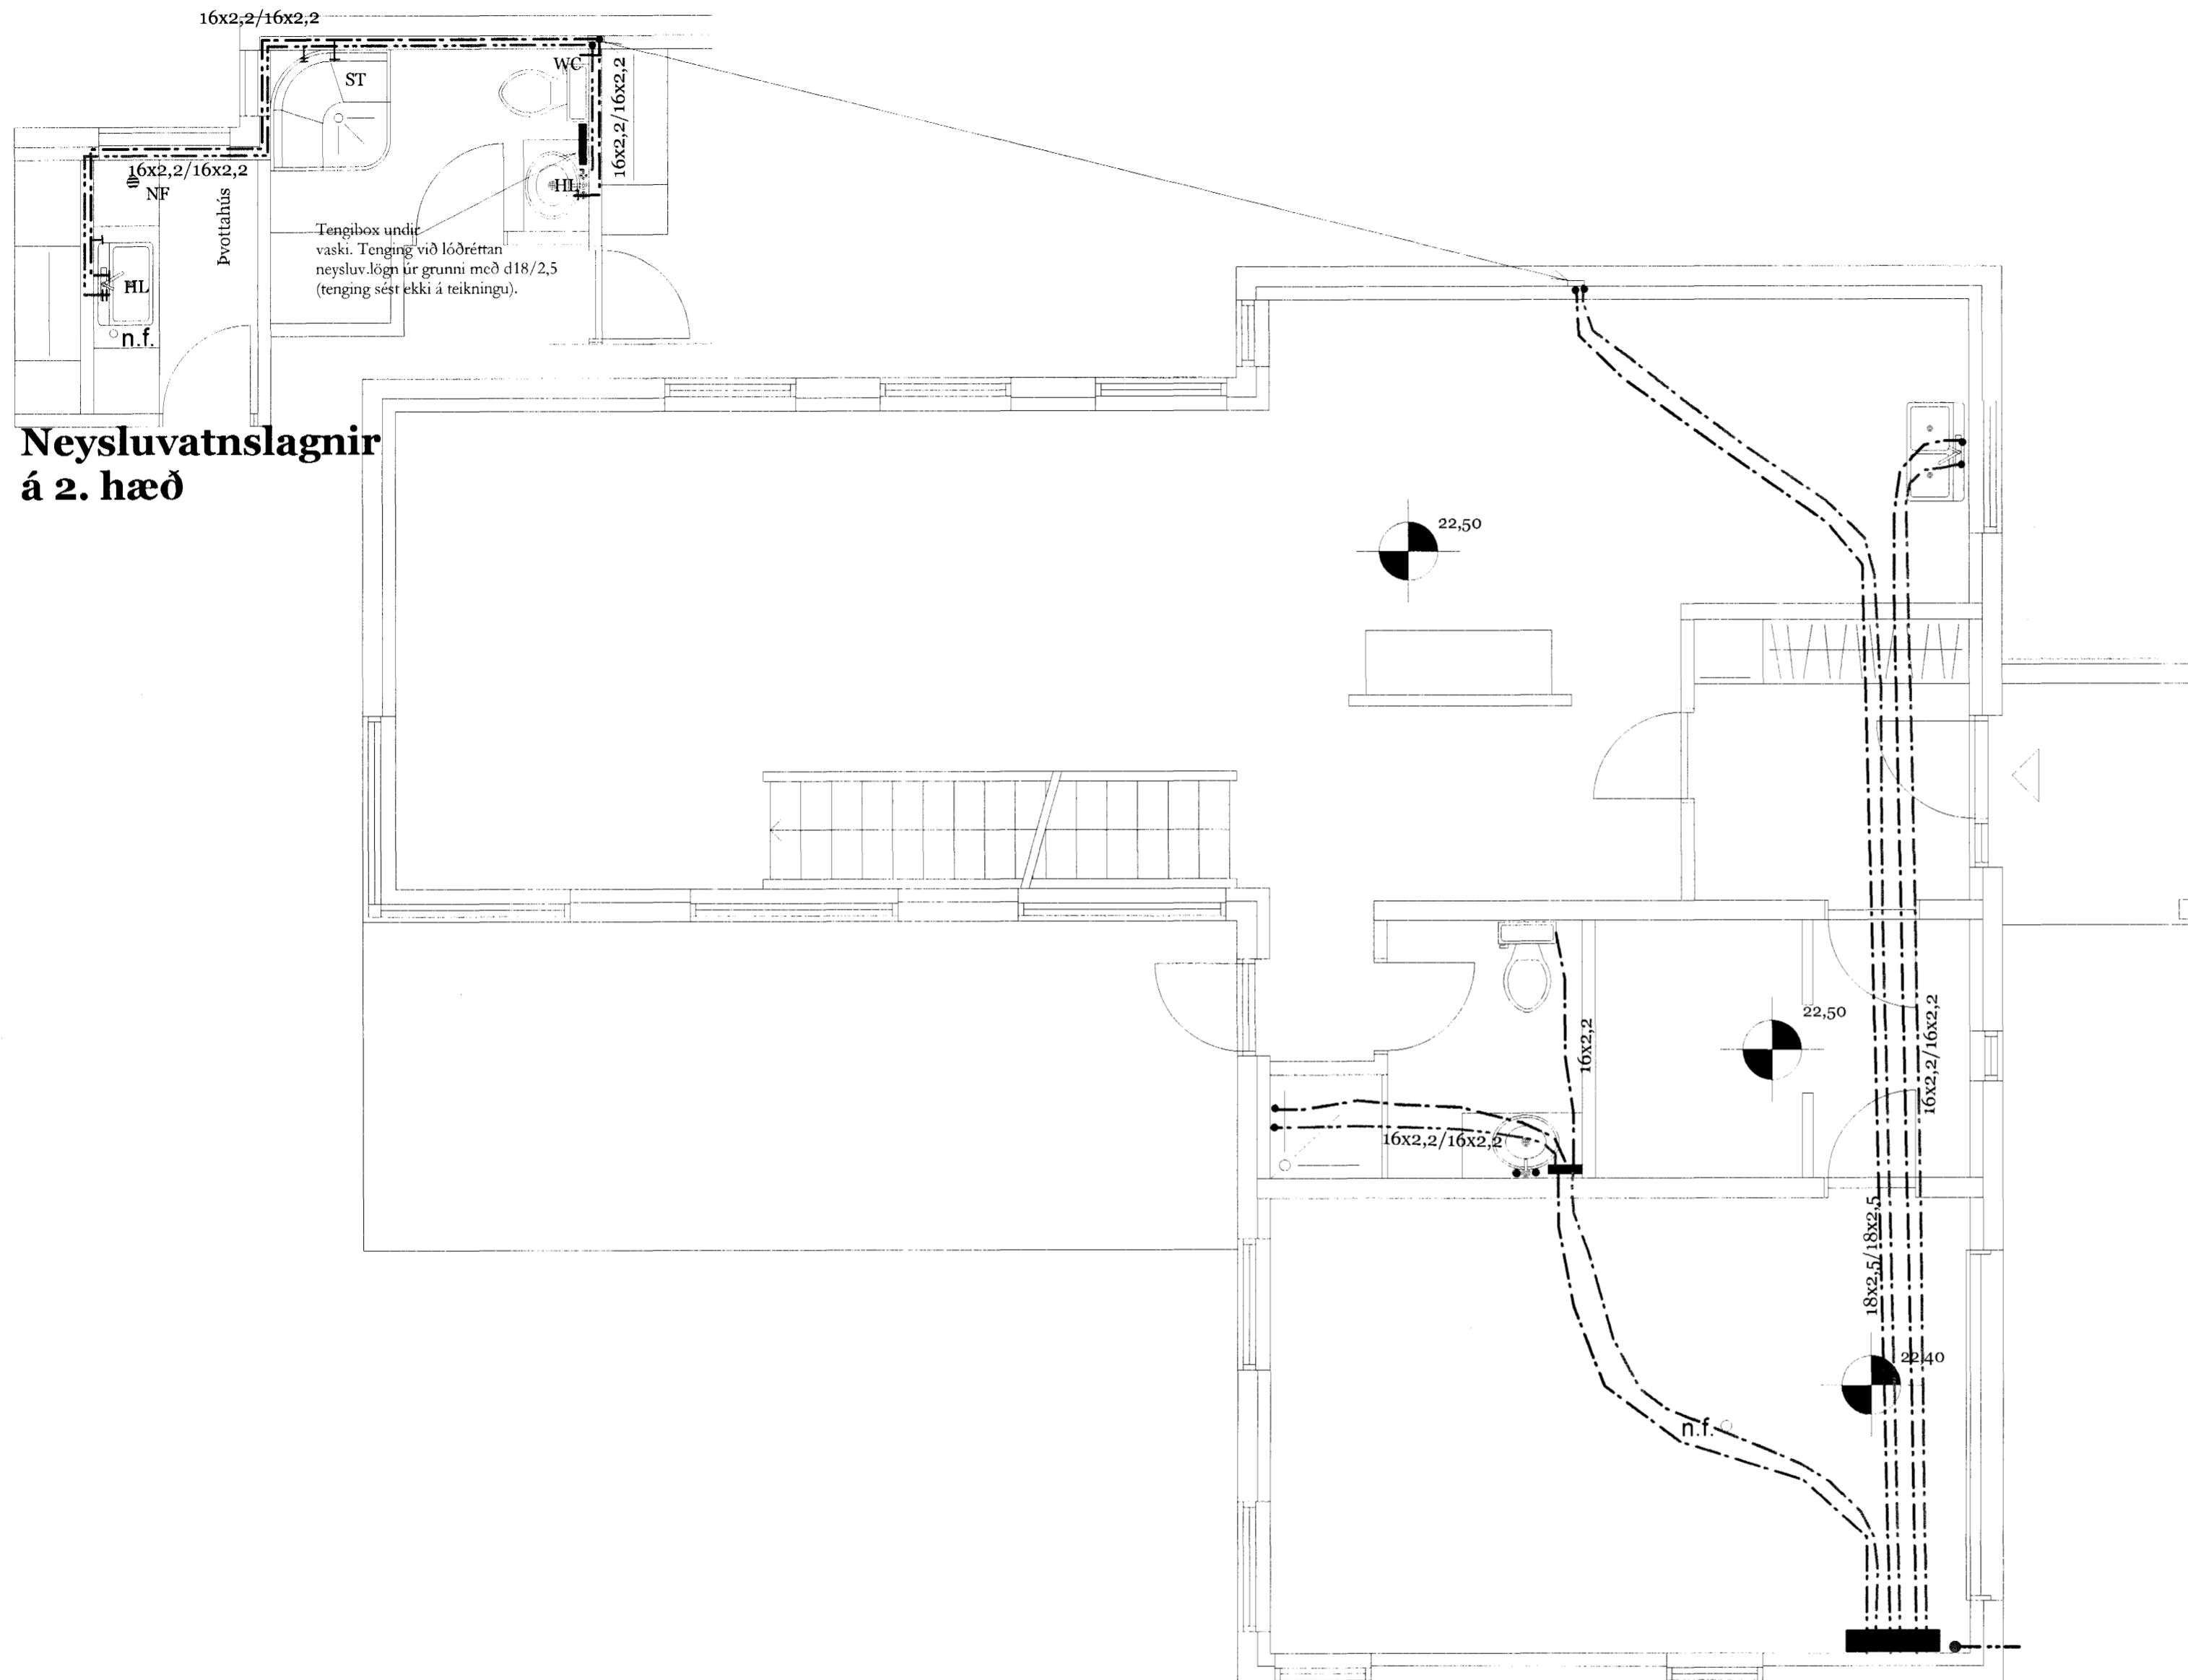 16x2,2/16x2,2
WC
ST
16x2,2/16x2,2
16x2,2/16x2,2
NF
HL
Þvottahús
Tengibox undir
vaski. Tenging við lóðréttan
neysluv.lögn úr grunni með d18/2,5
(tenging sést ekki á teikningu).
HL
n.f.
Neysluvatnslagnir
á 2. hæð
22,50
22,50
16x2,2
16x2,2/16x2,2
16x2,2/16x2,2
18x2,5/18x2,5
22,40
n.f.